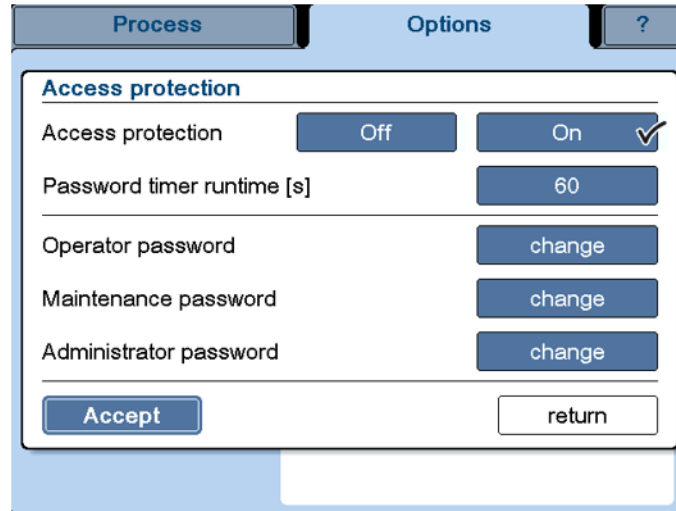 Process Options ?
Access protection
Access protection Off On
Password timer runtime [s] 60
Operator password change
Maintenance password change
Administrator password change
Accept return